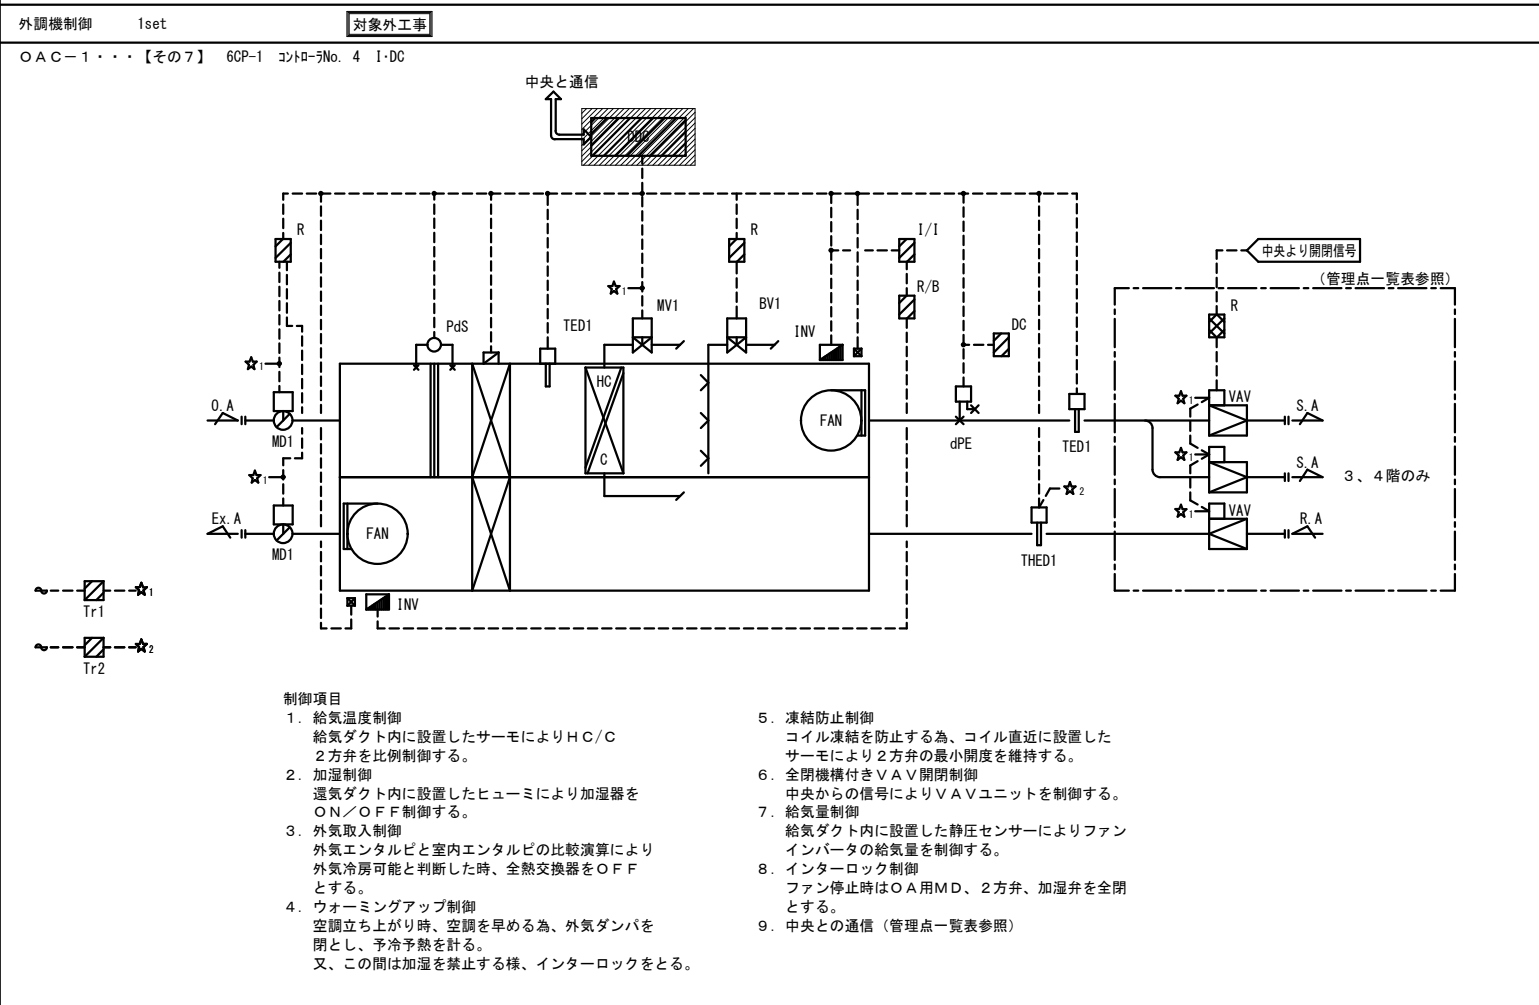 外調機制御 1set 対象外工事
OAC-1・・・【その7】 6CP-1 コントローラNo. 4 I・DC
中央と通信
DDC
R
R
I/I
中央より開閉信号
(管理点一覧表参照)
R/B
☆1
MV1
BV1
R
PdS
TED1
INV
DC
☆1
HC
☆1
VAV
O.A
FAN
S.A
MD1
dPE
TED1
C
☆1
S.A
3、4階のみ
☆1
☆2
☆1
VAV
Ex.A
FAN
R.A
MD1
THED1
☆1
Tr1
INV
☆2
Tr2
制御項目
1. 給気温度制御
給気ダクト内に設置したサーモによりHC/C
2方弁を比例制御する。
2. 加湿制御
還気ダクト内に設置したヒューミにより加湿器を
ON/OFF制御する。
3. 外気取入制御
外気エンタルピと室内エンタルピの比較演算により
外気冷房可能と判断した時、全熱交換器をOFF
とする。
4. ウォーミングアップ制御
空調立ち上がり時、空調を早める為、外気ダンパを
閉とし、予冷予熱を計る。
又、この間は加湿を禁止する様、インターロックをとる。
5. 凍結防止制御
コイル凍結を防止する為、コイル直近に設置した
サーモにより2方弁の最小開度を維持する。
6. 全閉機構付きVAV開閉制御
中央からの信号によりVAVユニットを制御する。
7. 給気量制御
給気ダクト内に設置した静圧センサーによりファン
インバータの給気量を制御する。
8. インターロック制御
ファン停止時はOA用MD、2方弁、加湿弁を全閉
とする。
9. 中央との通信(管理点一覧表参照)